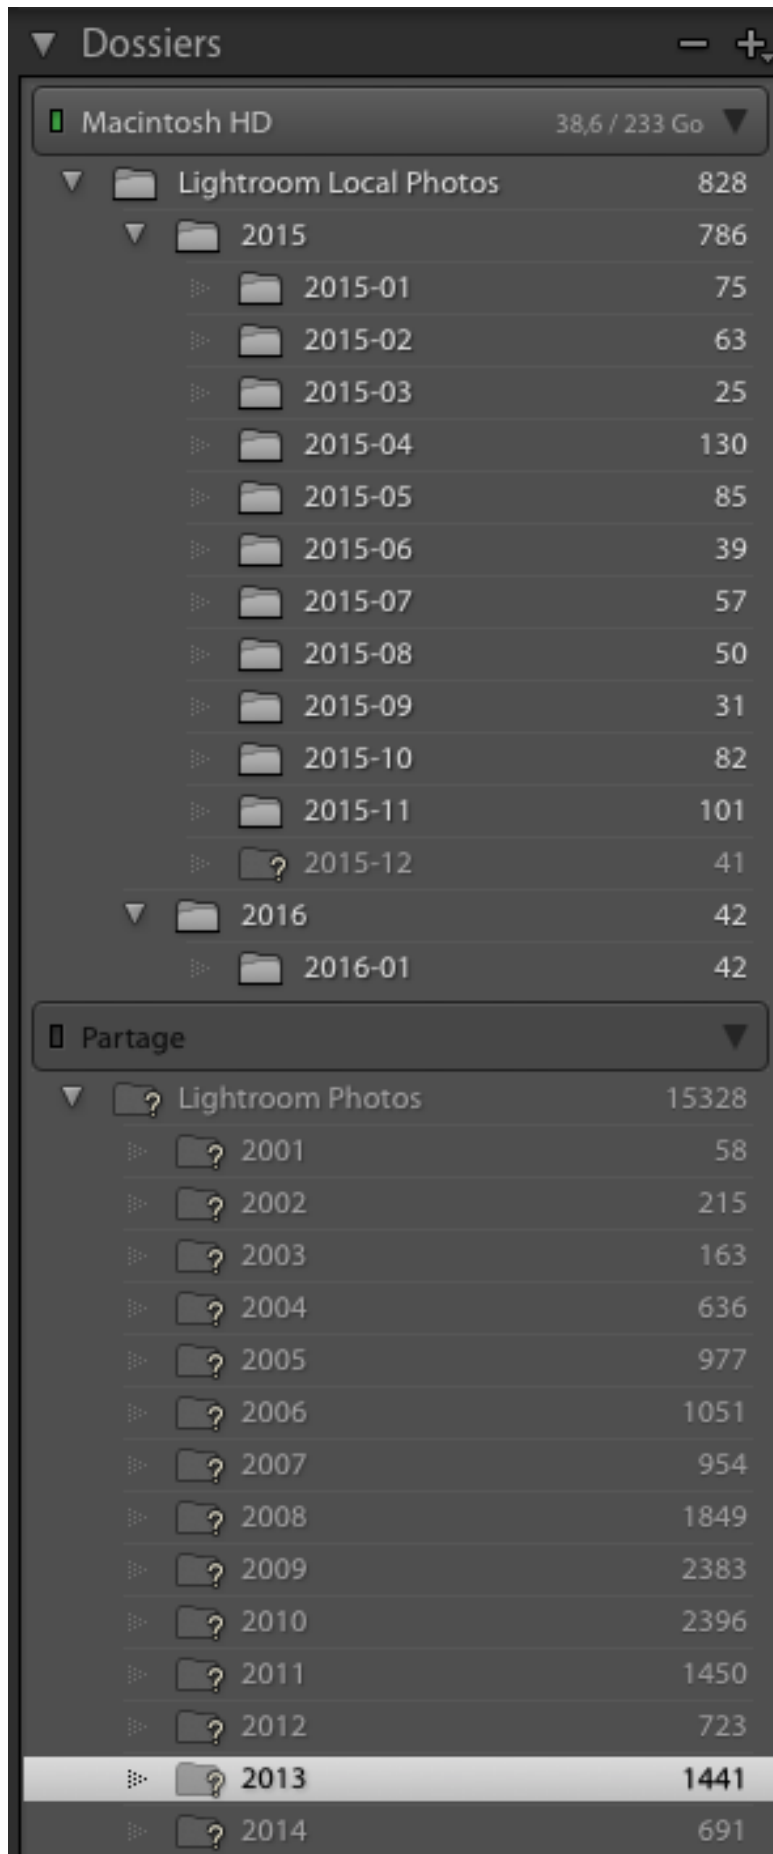 Dossiers
Macintosh HD 38,6 / 233 Go
Lightroom Local Photos 828
2015 786
2015-01 75
2015-02 63
2015-03 25
2015-04 130
2015-05 85
2015-06 39
2015-07 57
2015-08 50
2015-09 31
2015-10 82
2015-11 101
? 2015-12 41
2016 42
2016-01 42
Partage
? Lightroom Photos 15328
? 2001 58
? 2002 215
? 2003 163
? 2004 636
? 2005 977
? 2006 1051
? 2007 954
? 2008 1849
? 2009 2383
? 2010 2396
? 2011 1450
? 2012 723
? 2013 1441
? 2014 691